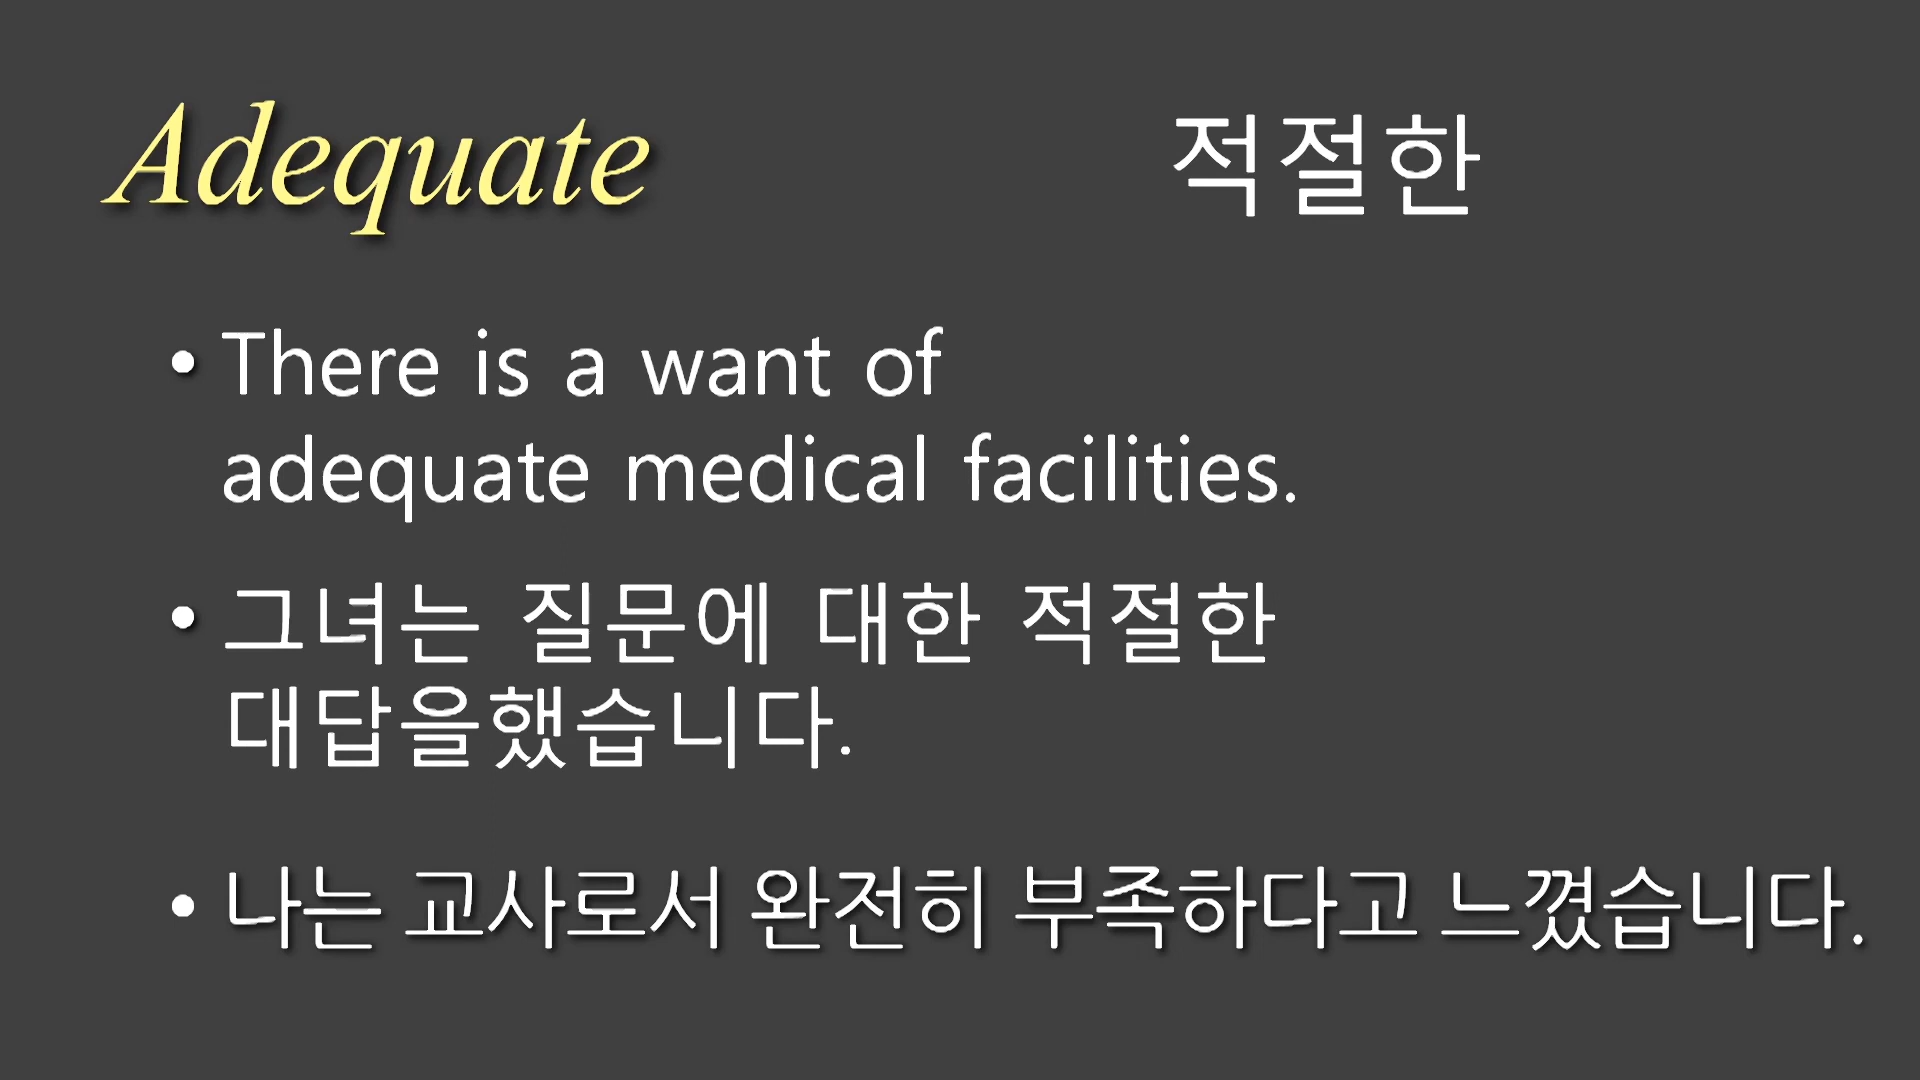 Adequate 적절한
• There is a want of
adequate medical facilities.
• 그녀는 질문에 대한 적절한
대답을했습니다.
• 나는 교사로서 완전히 부족하다고 느꼈습니다.